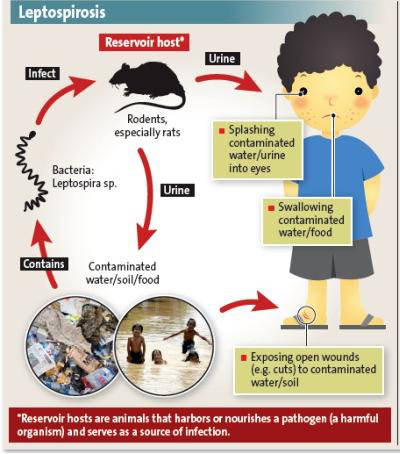 Leptospirosis
Reservoir host*
Infect
Urine
Rodents,
especially rats
Splashing
contaminated
water/urine
into eyes
Bacteria:
Leptospira sp.
Urine
Swallowing
contaminated
water/food
Contains
Contaminated
water/soil/food
Exposing open wounds
(e.g. cuts) to contaminated
water/soil
*Reservoir hosts are animals that harbors or nourishes a pathogen (a harmful
organism) and serves as a source of infection.